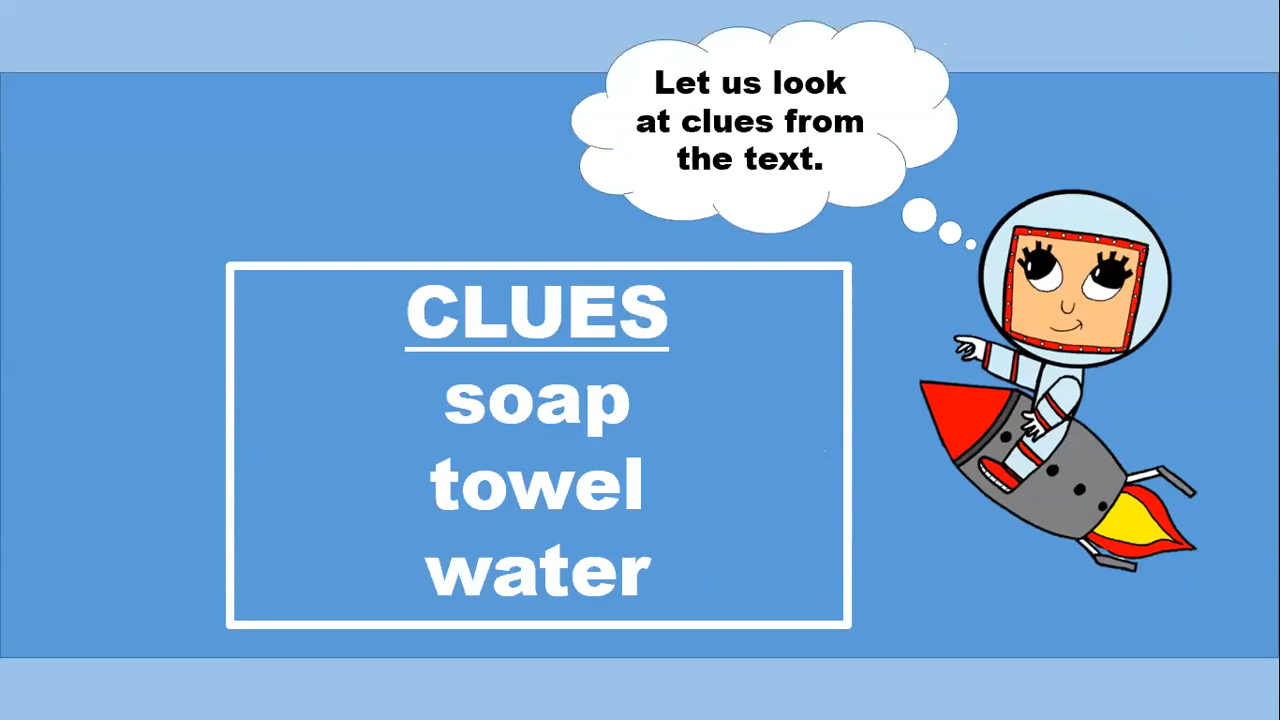 Let us look
at clues from
the text.
CLUES
soap
towel
water